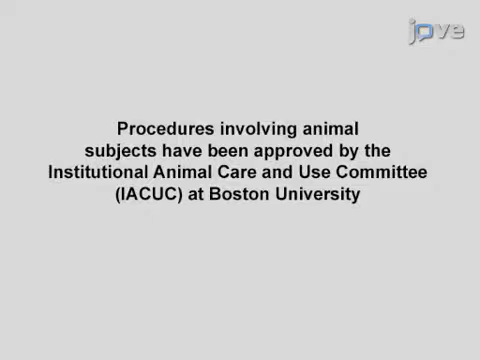 jove
Procedures involving animal
subjects have been approved by the
Institutional Animal Care and Use Committee
(IACUC) at Boston University